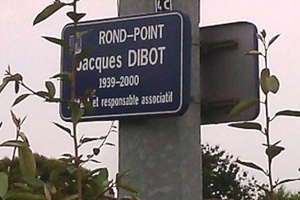 ROND-POINT
Jacques DIBOT
1939-2000
et responsable associatif